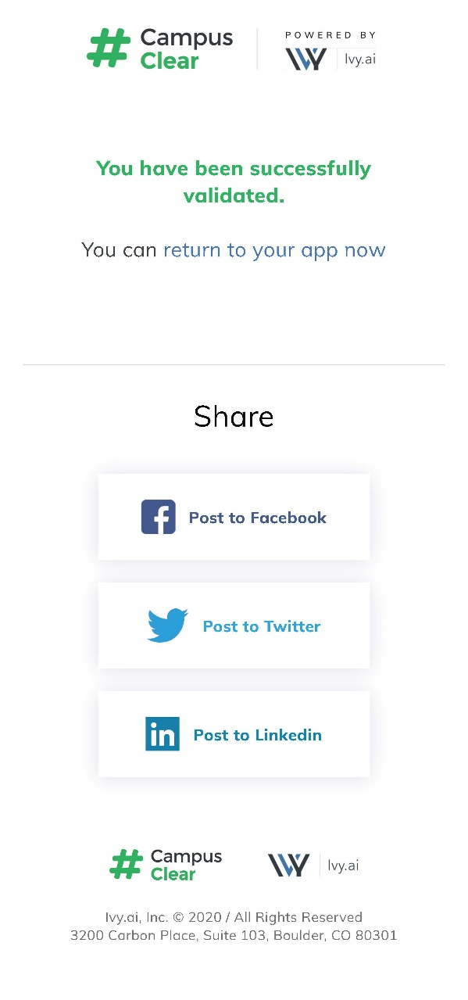 # Campus
Clear
POWERED BY
Ivy.ai
You have been successfully
validated.
You can return to your app now
Share
Post to Facebook
Post to Twitter
in Post to Linkedin
# Campus
Clear
Ivy.ai
Ivy.ai, Inc. © 2020 / All Rights Reserved
3200 Carbon Place, Suite 103, Boulder, CO 80301